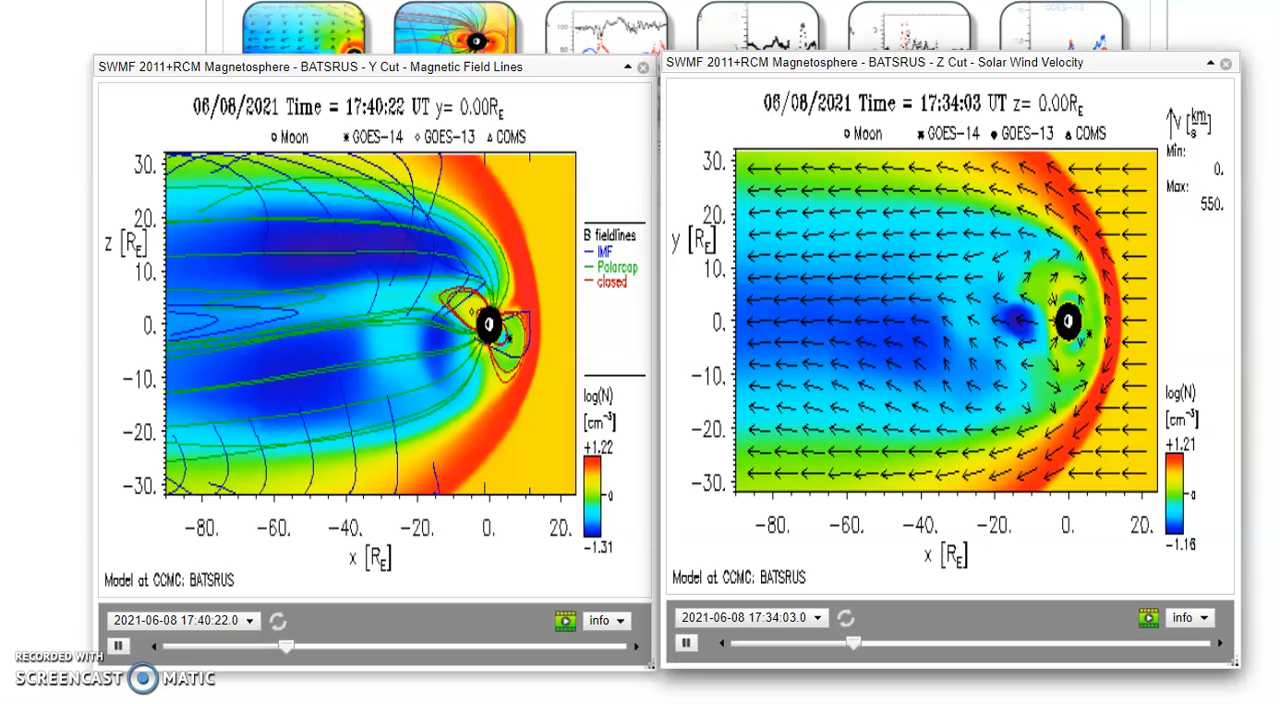 GOES-13
50
SWMF 2011+RCM Magnetosphere - BATSRUS - Y Cut - Magnetic Field Lines
06/08/2021 Time = 17:40:22 UT y= 0.00RE
Moon GOES-14 GOES-13 COMS
30.
20.
z [RE]
10.
0.
-10.
-20.
-30.
-80. -60. -40. -20. 0. 20.
x [RE]
B fieldlines
IMF
Polarcap
closed
log(N)
[cm-3]
+1.22
0
-1.31
Model at CCMC: BATSRUS
2021-06-08 17:40:22.0
info
SWMF 2011+RCM Magnetosphere - BATSRUS - Z Cut - Solar Wind Velocity
06/08/2021 Time = 17:34:03 UT z= 0.00RE
Moon GOES-14 GOES-13 COMS
V [km/s]
Min:
0.
Max:
550.
30.
20.
y [RE]
10.
0.
-10.
-20.
-30.
-80. -60. -40. -20. 0. 20.
x [RE]
log(N)
[cm-3]
+1.21
0
-1.16
Model at CCMC: BATSRUS
2021-06-08 17:34:03.0
info
RECORDED WITH
SCREENCAST MATIC